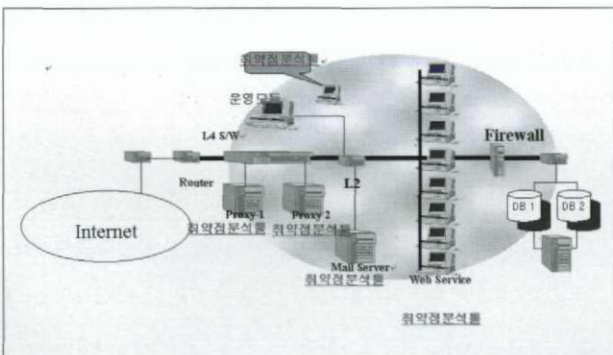 취약점분석툴
운영모듈
L4 S/W
Firewall
Router
L2
Proxy 1
Proxy 2
DB 1
DB 2
Internet
취약점분석툴
취약점분석툴
Mail Server
Web Service
취약점분석툴
취약점분석툴